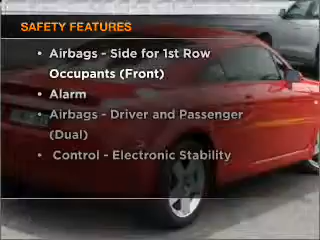 SAFETY FEATURES
• Airbags - Side for 1st Row
Occupants (Front)
• Alarm
• Airbags - Driver and Passenger
(Dual)
• Control - Electronic Stability